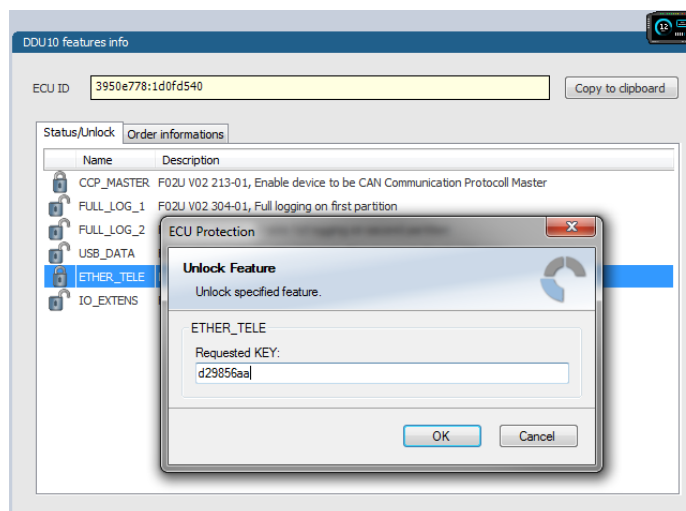 DDU10 features info
12
ECU ID
3950e778:1d0fd540
Copy to clipboard
Status/Unlock
Order informations
Name
Description
CCP_MASTER F02U V02 213-01, Enable device to be CAN Communication Protocoll Master
FULL_LOG_1 F02U V02 304-01, Full logging on first partition
FULL_LOG_2
USB_DATA
ETHER_TELE
IO_EXTENS
ECU Protection
Unlock Feature
Unlock specified feature.
ETHER_TELE
Requested KEY:
d29856aa
OK
Cancel